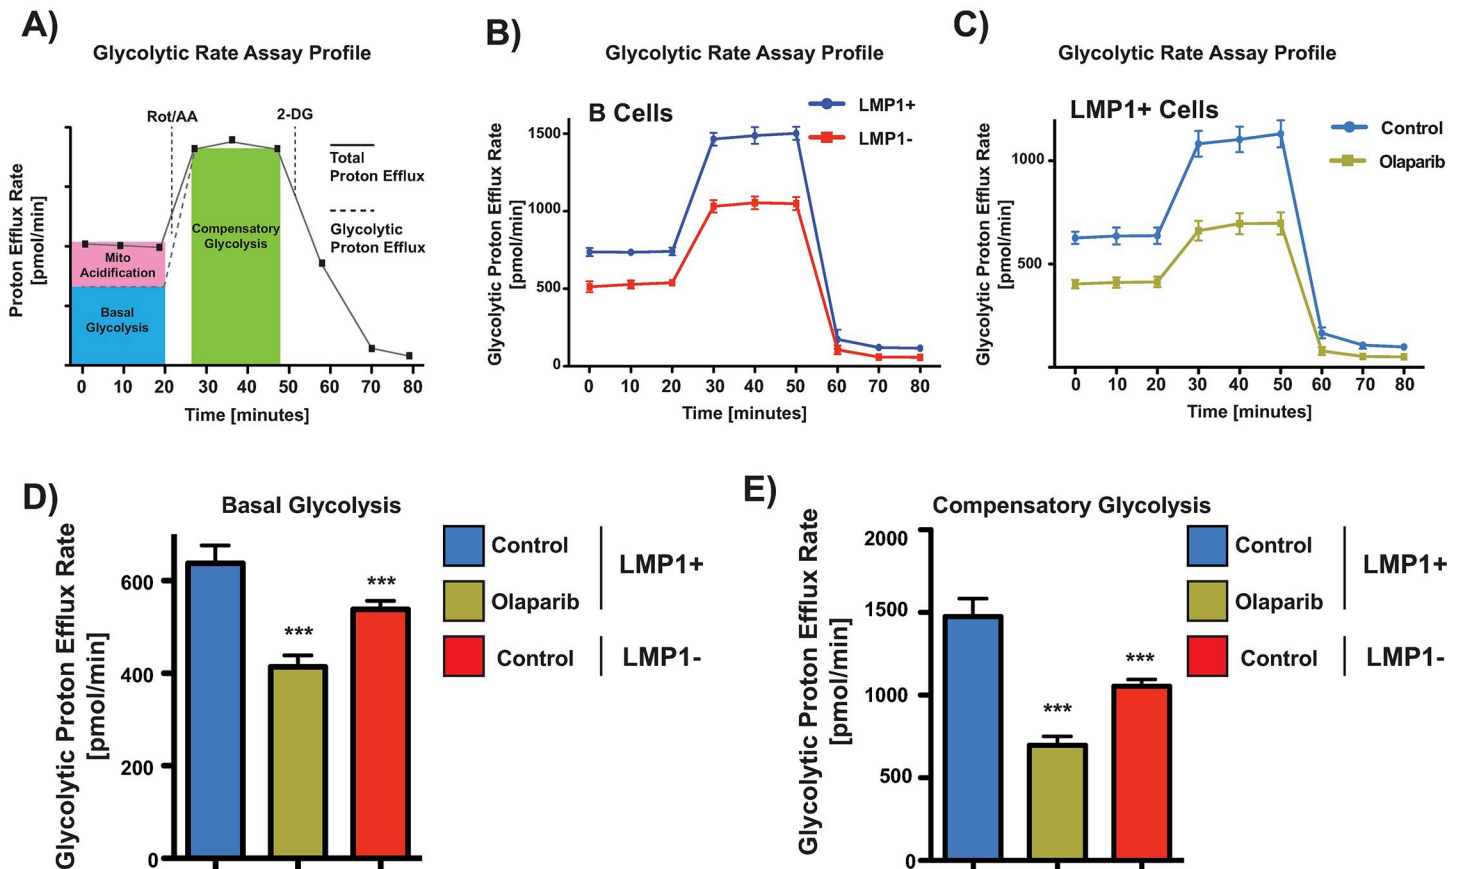 A)
Glycolytic Rate Assay Profile
Rot/AA
2-DG
Total
Proton Efflux
Glycolytic
Proton Efflux
Mito
Acidification
Basal
Glycolysis
Compensatory
Glycolysis
Proton Efflux Rate
[pmol/min]
0 10 20 30 40 50 60 70 80
Time [minutes]
B)
Glycolytic Rate Assay Profile
B Cells
LMP1+
LMP1-
Glycolytic Proton Efflux Rate
[pmol/min]
1500
1000
500
0
0 10 20 30 40 50 60 70 80
Time [minutes]
C)
Glycolytic Rate Assay Profile
LMP1+ Cells
Control
Olaparib
Glycolytic Proton Efflux Rate
[pmol/min]
1000
500
0
0 10 20 30 40 50 60 70 80
Time [minutes]
D)
Basal Glycolysis
Glycolytic Proton Efflux Rate
[pmol/min]
600
400
200
0
***
***
Control
Olaparib
LMP1+
Control
LMP1-
E)
Compensatory Glycolysis
Glycolytic Proton Efflux Rate
[pmol/min]
2000
1500
1000
500
0
***
***
Control
Olaparib
LMP1+
Control
LMP1-